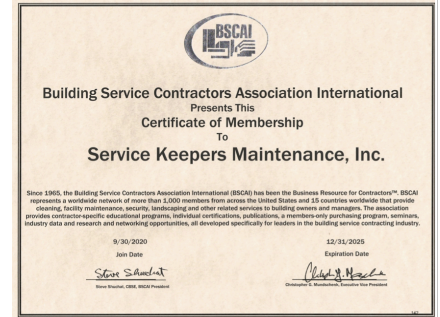 BSCAI
Building Service Contractors Association International
Presents This
Certificate of Membership
To
Service Keepers Maintenance, Inc.
Since 1965, the Building Service Contractors Association International (BSCAI) has been the Business Resource for Contractors™. BSCAI
represents a worldwide network of more than 1,000 members from across the United States and 15 countries worldwide that provide
cleaning, facility maintenance, security, landscaping and other related services to building owners and managers. The association
provides contractor-specific educational programs, individual certifications, publications, a members-only purchasing program, seminars,
industry data and research and networking opportunities, all developed specifically for leaders in the building service contracting industry.
9/30/2020
Join Date
Steve Shuchat, CBSE, BSCAI President
12/31/2025
Expiration Date
Christopher G. Mundschenk, Executive Vice President